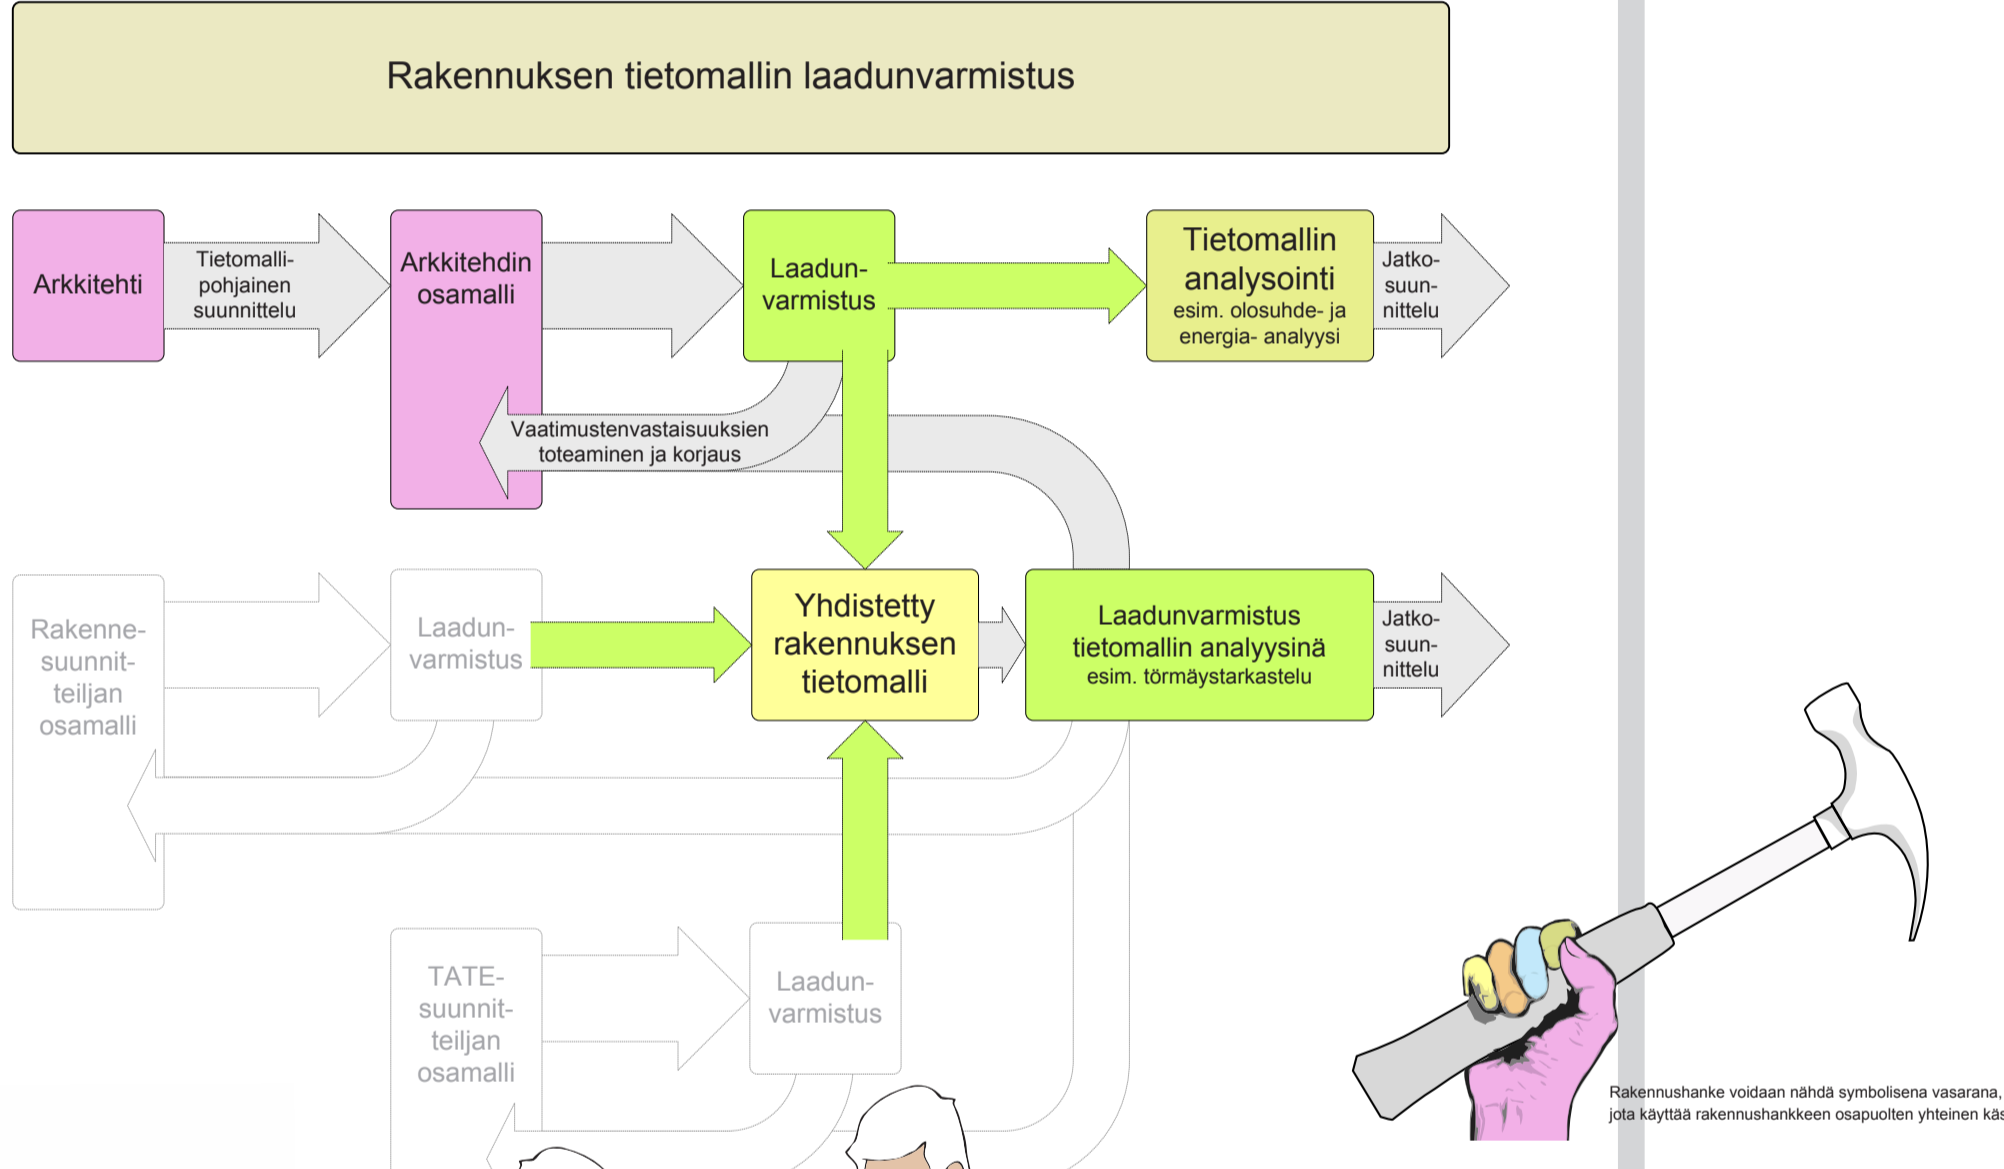 Rakennuksen tietomallin laadunvarmistus
Arkkitehti
Tietomalli-
pohjainen
suunnittelu
Arkkitehdin
osamalli
Laadun-
varmistus
Tietomallin
analysointi
esim. olosuhde- ja
energia- analyysi
Jatko-
suun-
nittelu
Vaatimustenvastaisuuksien
toteaminen ja korjaus
Rakenne-
suunnit-
teiljan
osamalli
Laadun-
varmistus
Yhdistetty
rakennuksen
tietomalli
Laadunvarmistus
tietomallin analyysinä
esim. törmäystarkastelu
Jatko-
suun-
nittelu
TATE-
suunnit-
teiljan
osamalli
Laadun-
varmistus
Rakennushanke voidaan nähdä symbolisena vasarana,
jota käyttää rakennushankkeen osapuolten yhteinen